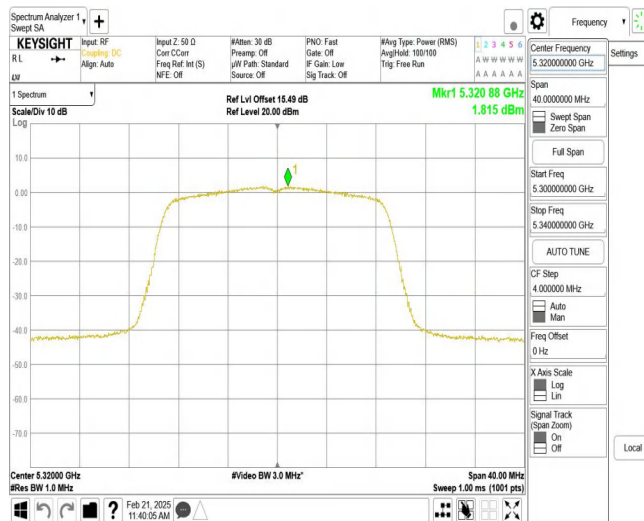 Spectrum Analyzer 1
Swept SA
+
Frequency
KEYSIGHT
RL
Input: RF
Coupling: DC
Align: Auto
Input Z: 50 Ω
Corr CCorr
Freq Ref: Int (S)
NFE: Off
#Atten: 30 dB
Preamp: Off
µW Path: Standard
Source: Off
PNO: Fast
Gate: Off
IF Gain: Low
Sig Track: Off
#Avg Type: Power (RMS)
Avg|Hold: 100/100
Trig: Free Run
1 2 3 4 5 6
A W W W W W
A A A A A A
1 Spectrum
Scale/Div 10 dB
Log
Ref Lvl Offset 15.49 dB
Ref Level 20.00 dBm
Mkr1 5.320 88 GHz
1.815 dBm
1
10.0
0.00
-10.0
-20.0
-30.0
-40.0
-50.0
-60.0
-70.0
Center 5.32000 GHz
#Res BW 1.0 MHz
#Video BW 3.0 MHz*
Span 40.00 MHz
Sweep 1.00 ms (1001 pts)
Center Frequency
5.320000000 GHz
Settings
Span
40.0000000 MHz
Swept Span
Zero Span
Full Span
Start Freq
5.300000000 GHz
Stop Freq
5.340000000 GHz
AUTO TUNE
CF Step
4.000000 MHz
Auto
Man
Freq Offset
0 Hz
X Axis Scale
Log
Lin
Signal Track
(Span Zoom)
On
Off
Local
?
Feb 21, 2025
11:40:05 AM